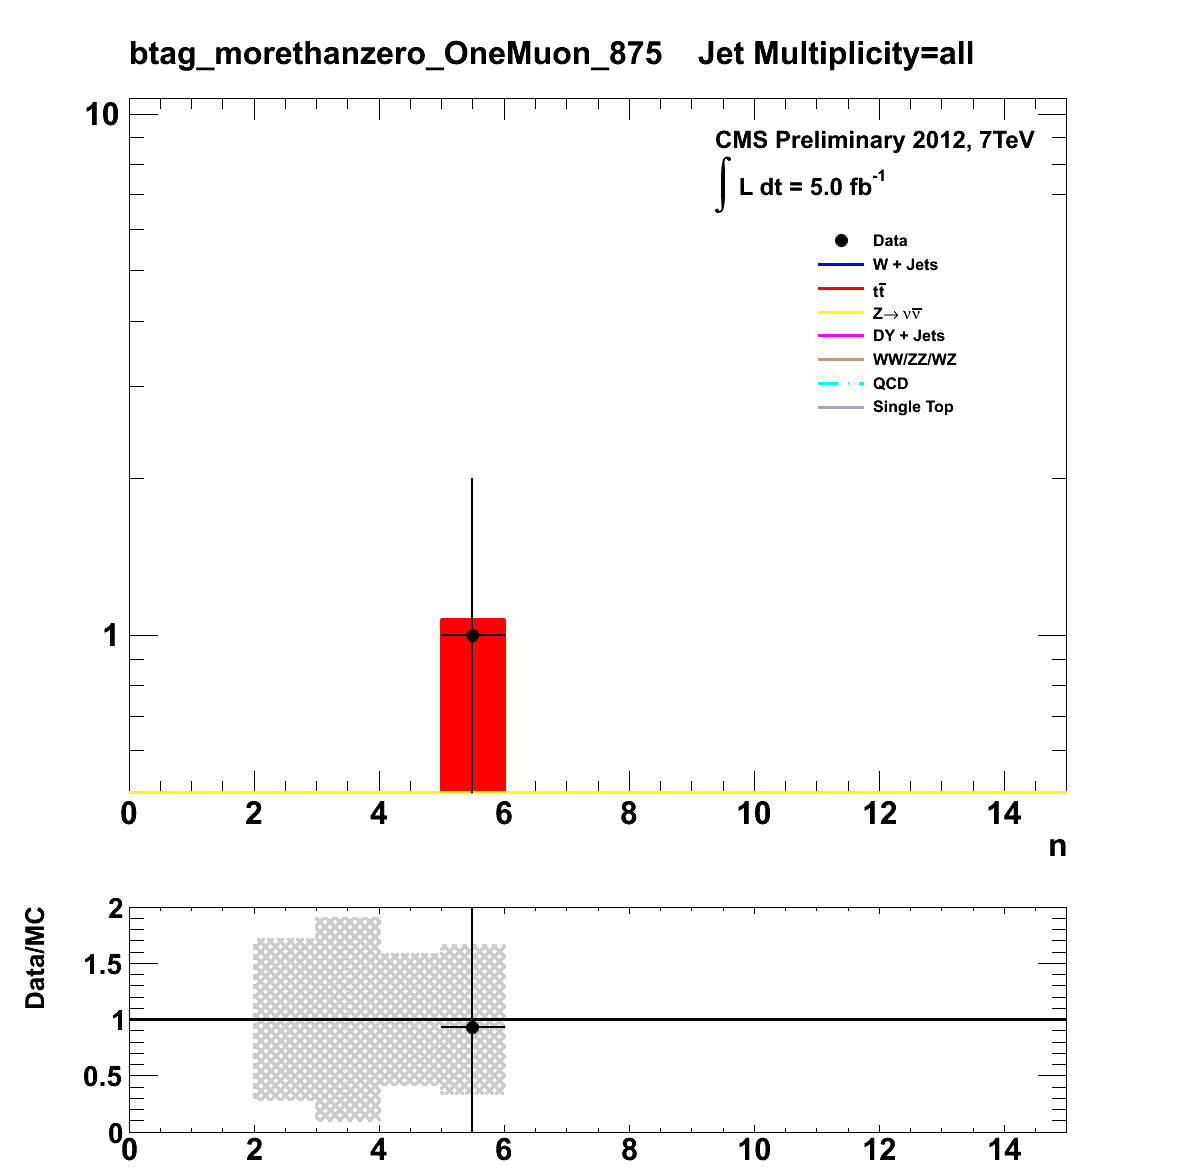 btag_morethanzero_OneMuon_875 Jet Multiplicity=all
10
CMS Preliminary 2012, 7TeV
∫ L dt = 5.0 fb⁻¹
Data
W + Jets
tt̅
Z→ νν̅
DY + Jets
WW/ZZ/WZ
QCD
Single Top
1
0 2 4 6 8 10 12 14
n
Data/MC
2
1.5
1
0.5
0
0 2 4 6 8 10 12 14